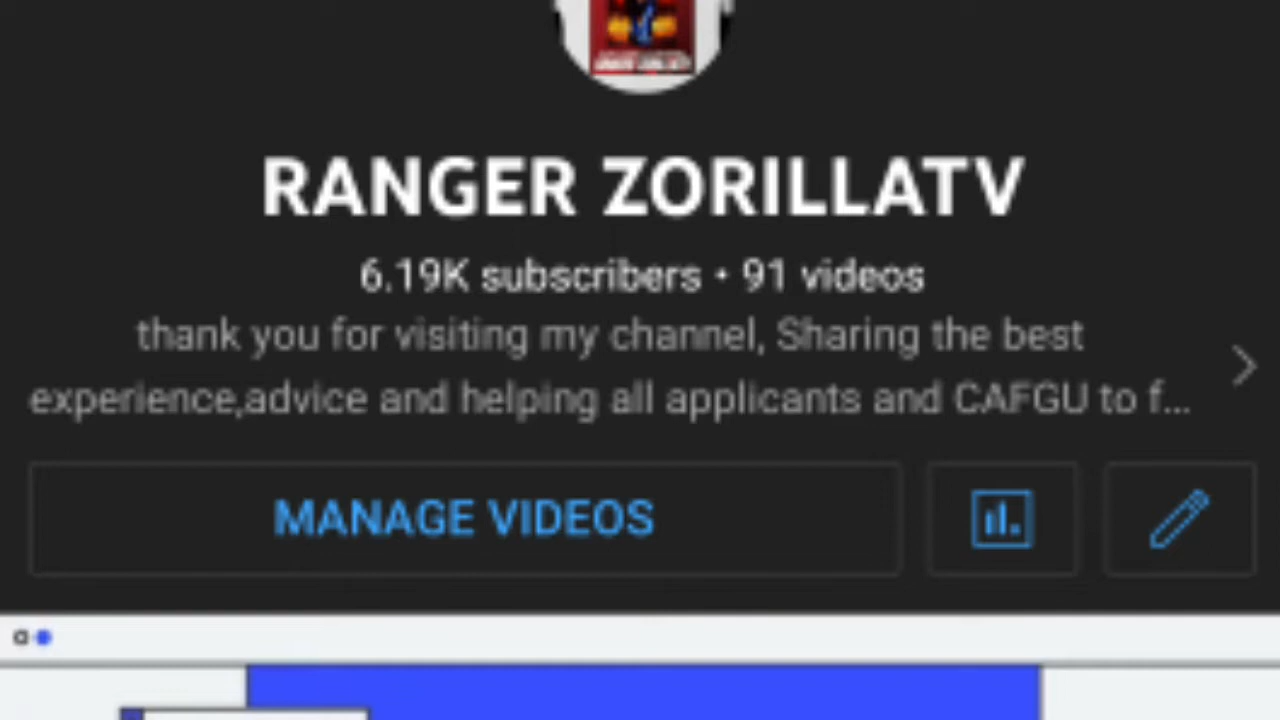 RANGER ZORILLATV
6.19K subscribers • 91 videos
thank you for visiting my channel, Sharing the best
experience,advice and helping all applicants and CAFGU to f...
MANAGE VIDEOS